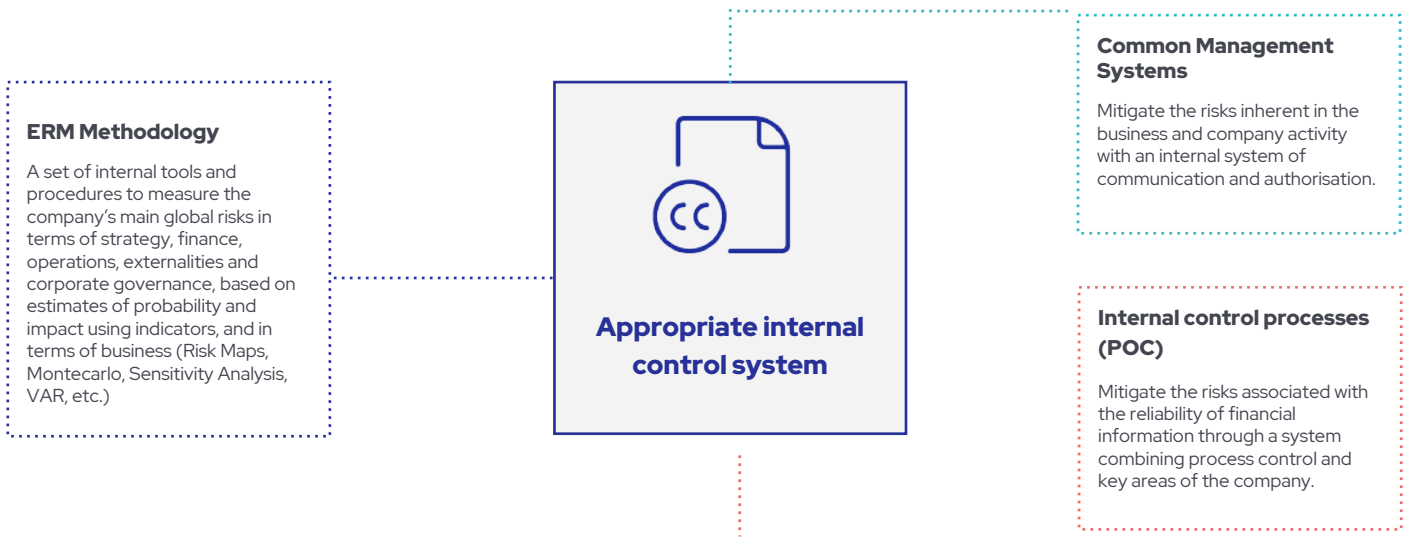 ERM Methodology
A set of internal tools and
procedures to measure the
company's main global risks in
terms of strategy, finance,
operations, externalities and
corporate governance, based on
estimates of probability and
impact using indicators, and in
terms of business (Risk Maps,
Montecarlo, Sensitivity Analysis,
VAR, etc.)
CC
Appropriate internal
control system
Common Management
Systems
Mitigate the risks inherent in the
business and company activity
with an internal system of
communication and authorisation.
Internal control processes
(POC)
Mitigate the risks associated with
the reliability of financial
information through a system
combining process control and
key areas of the company.